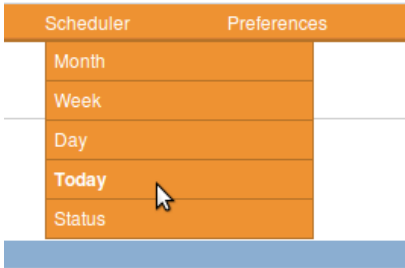 Scheduler Preferences
Month
Week
Day
Today
Status